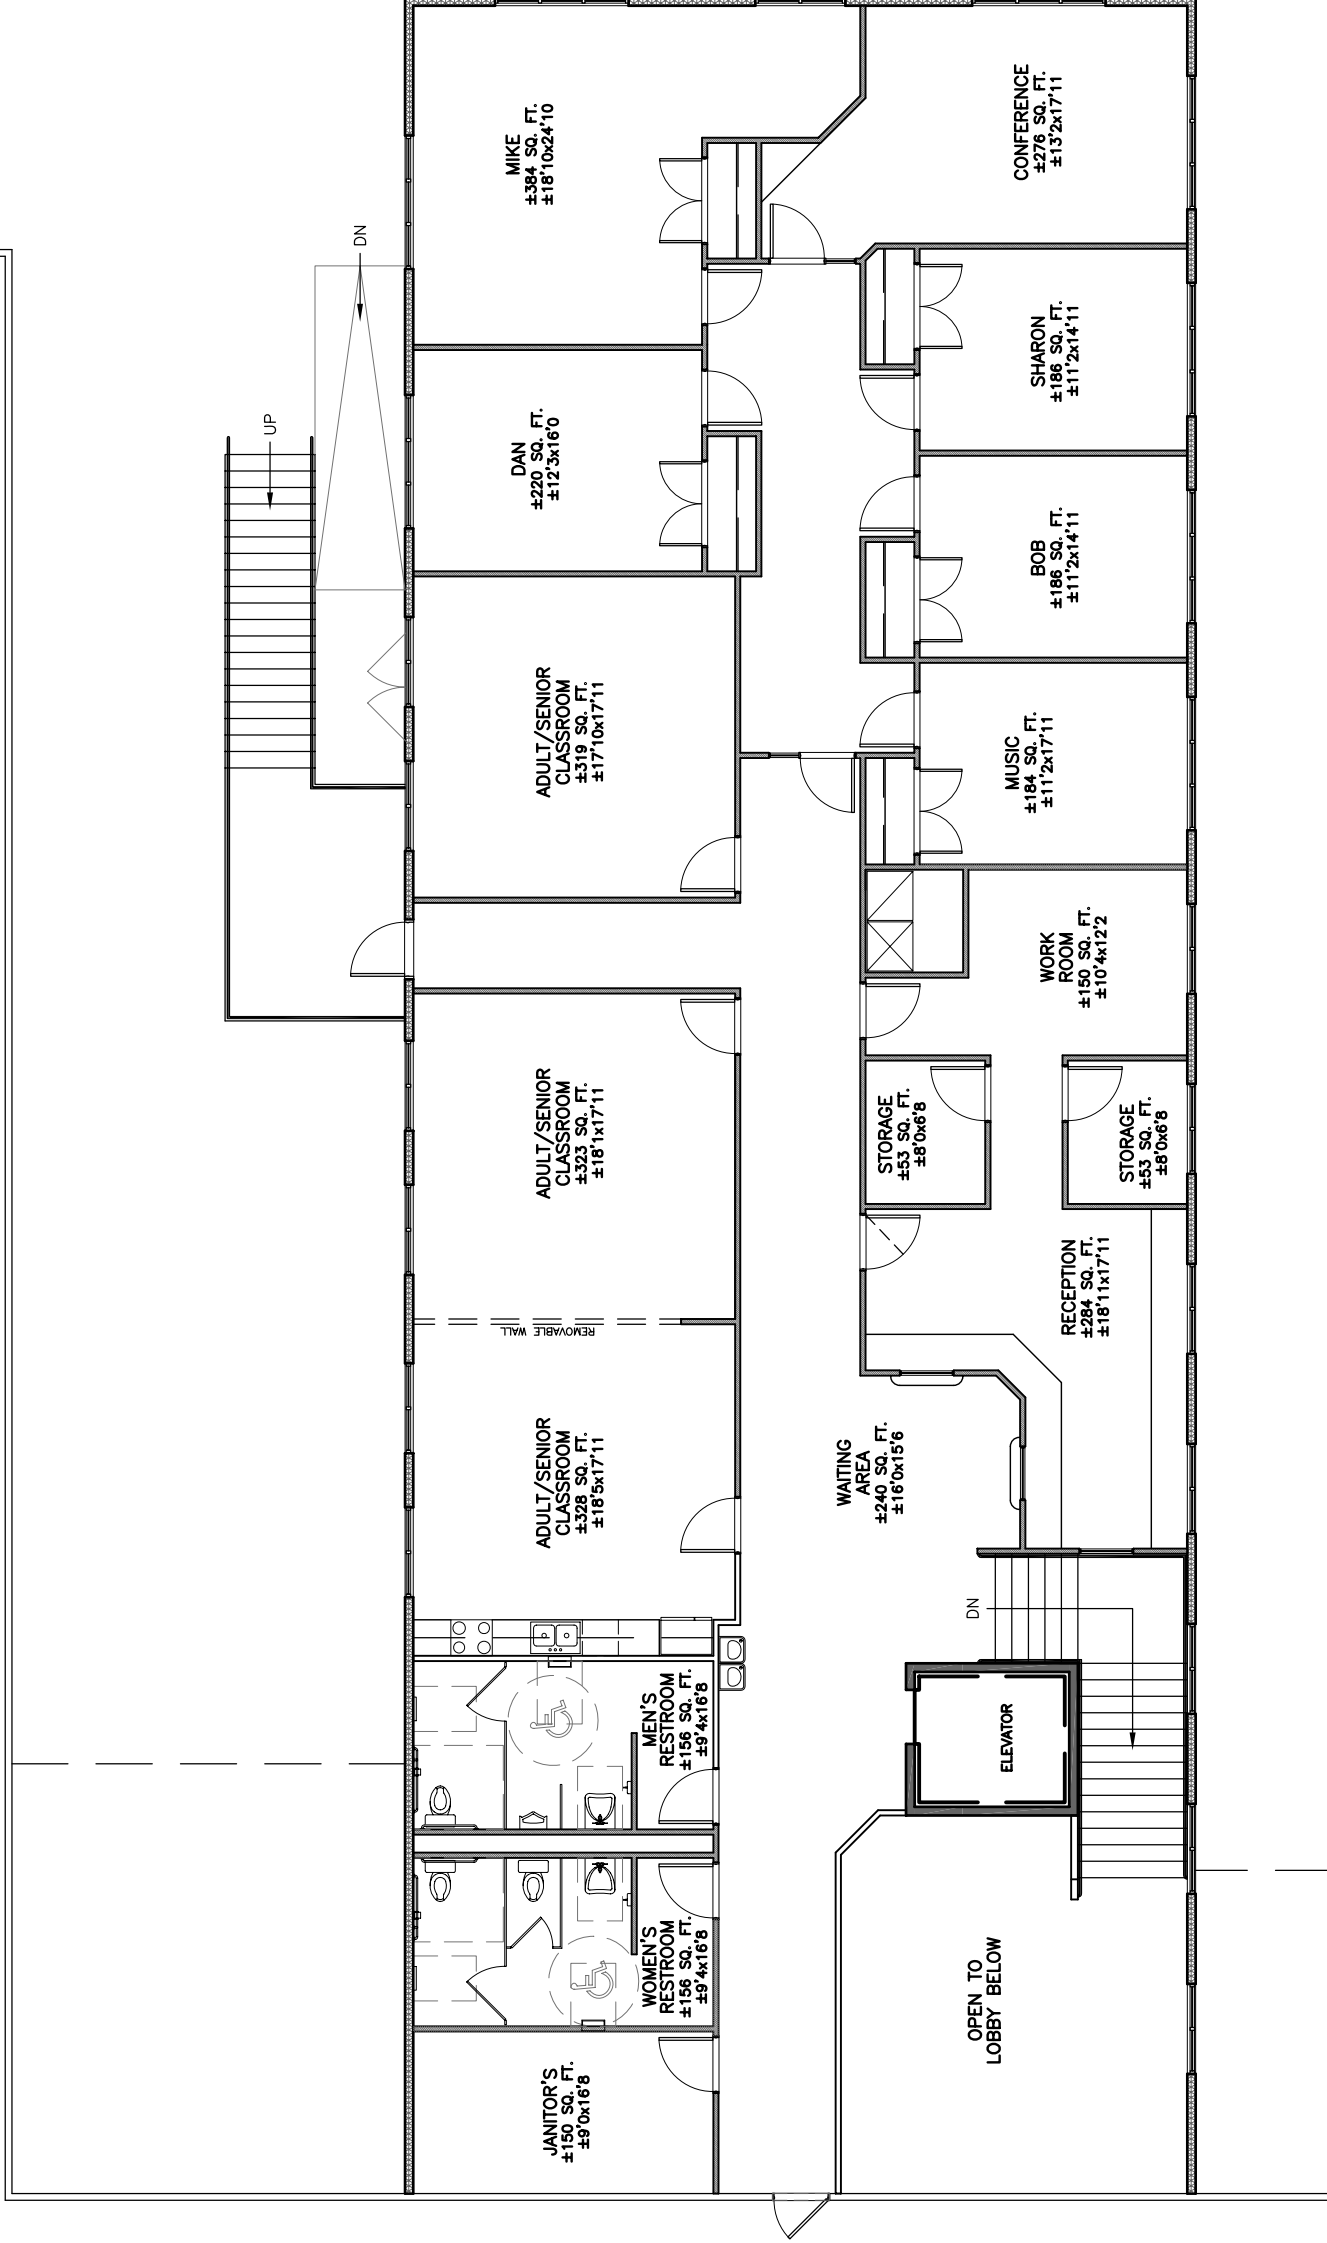 MIKE
±384 SQ. FT.
±18'10x24'10
CONFERENCE
±276 SQ. FT.
±13'2x17'11
DN
UP
DAN
±220 SQ. FT.
±12'3x16'0
SHARON
±186 SQ. FT.
±11'2x14'11
BOB
±186 SQ. FT.
±11'2x14'11
ADULT/SENIOR
CLASSROOM
±319 SQ. FT.
±17'10x17'11
MUSIC
±184 SQ. FT.
±11'2x17'11
WORK
ROOM
±150 SQ. FT.
±10'4x12'2
ADULT/SENIOR
CLASSROOM
±323 SQ. FT.
±18'1x17'11
STORAGE
±53 SQ. FT.
±8'0x6'8
STORAGE
±53 SQ. FT.
±8'0x6'8
REMOVABLE WALL
RECEPTION
±284 SQ. FT.
±18'11x17'11
ADULT/SENIOR
CLASSROOM
±328 SQ. FT.
±18'5x17'11
WAITING
AREA
±240 SQ. FT.
±16'0x15'6
DN
MEN'S
RESTROOM
±156 SQ. FT.
±9'4x16'8
ELEVATOR
WOMEN'S
RESTROOM
±156 SQ. FT.
±9'4x16'8
OPEN TO
LOBBY BELOW
JANITOR'S
±150 SQ. FT.
±9'0x16'8